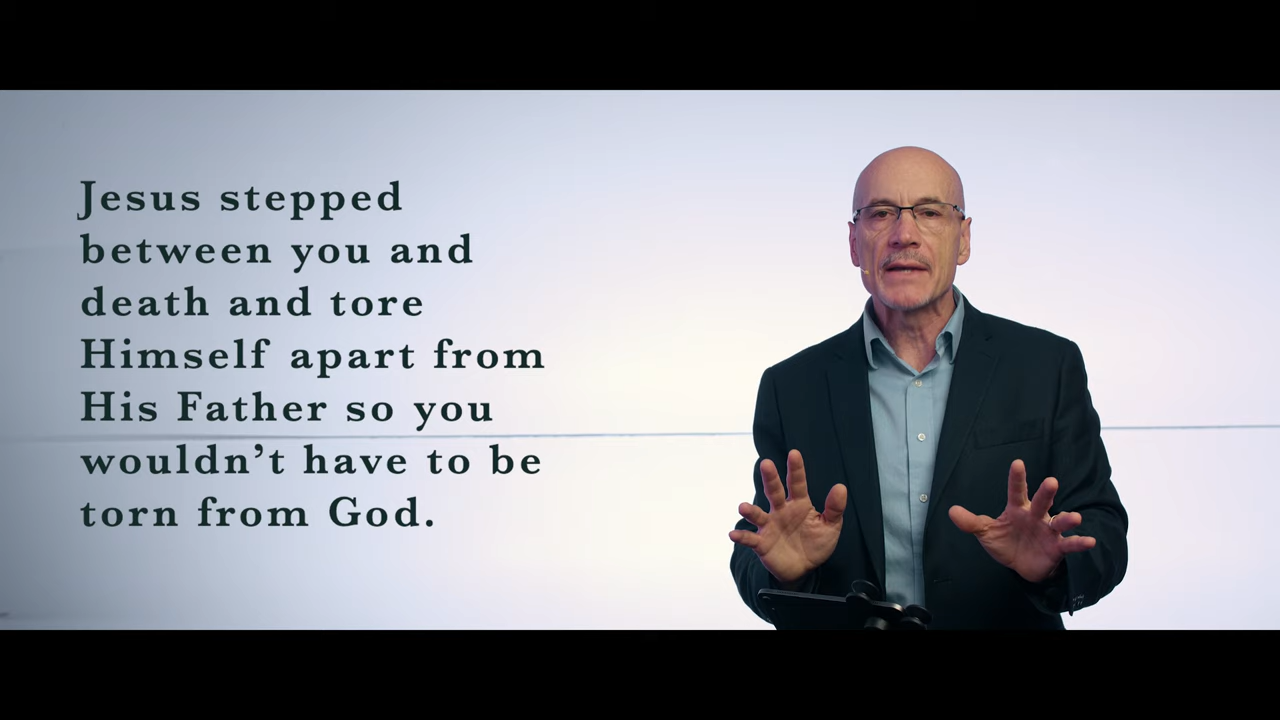 Jesus stepped
between you and
death and tore
Himself apart from
His Father so you
wouldn’t have to be
torn from God.